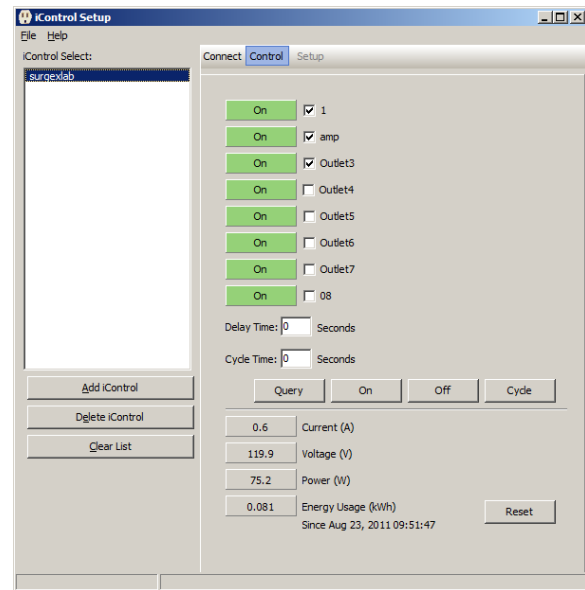 iControl Setup
File Help
iControl Select:
surgexlab
Add iControl
Delete iControl
Clear List
Connect Control Setup
On 1
On amp
On Outlet3
On Outlet4
On Outlet5
On Outlet6
On Outlet7
On 08
Delay Time: 0 Seconds
Cycle Time: 0 Seconds
Query On Off Cycle
0.6 Current (A)
119.9 Voltage (V)
75.2 Power (W)
0.081 Energy Usage (kWh)
Since Aug 23, 2011 09:51:47
Reset